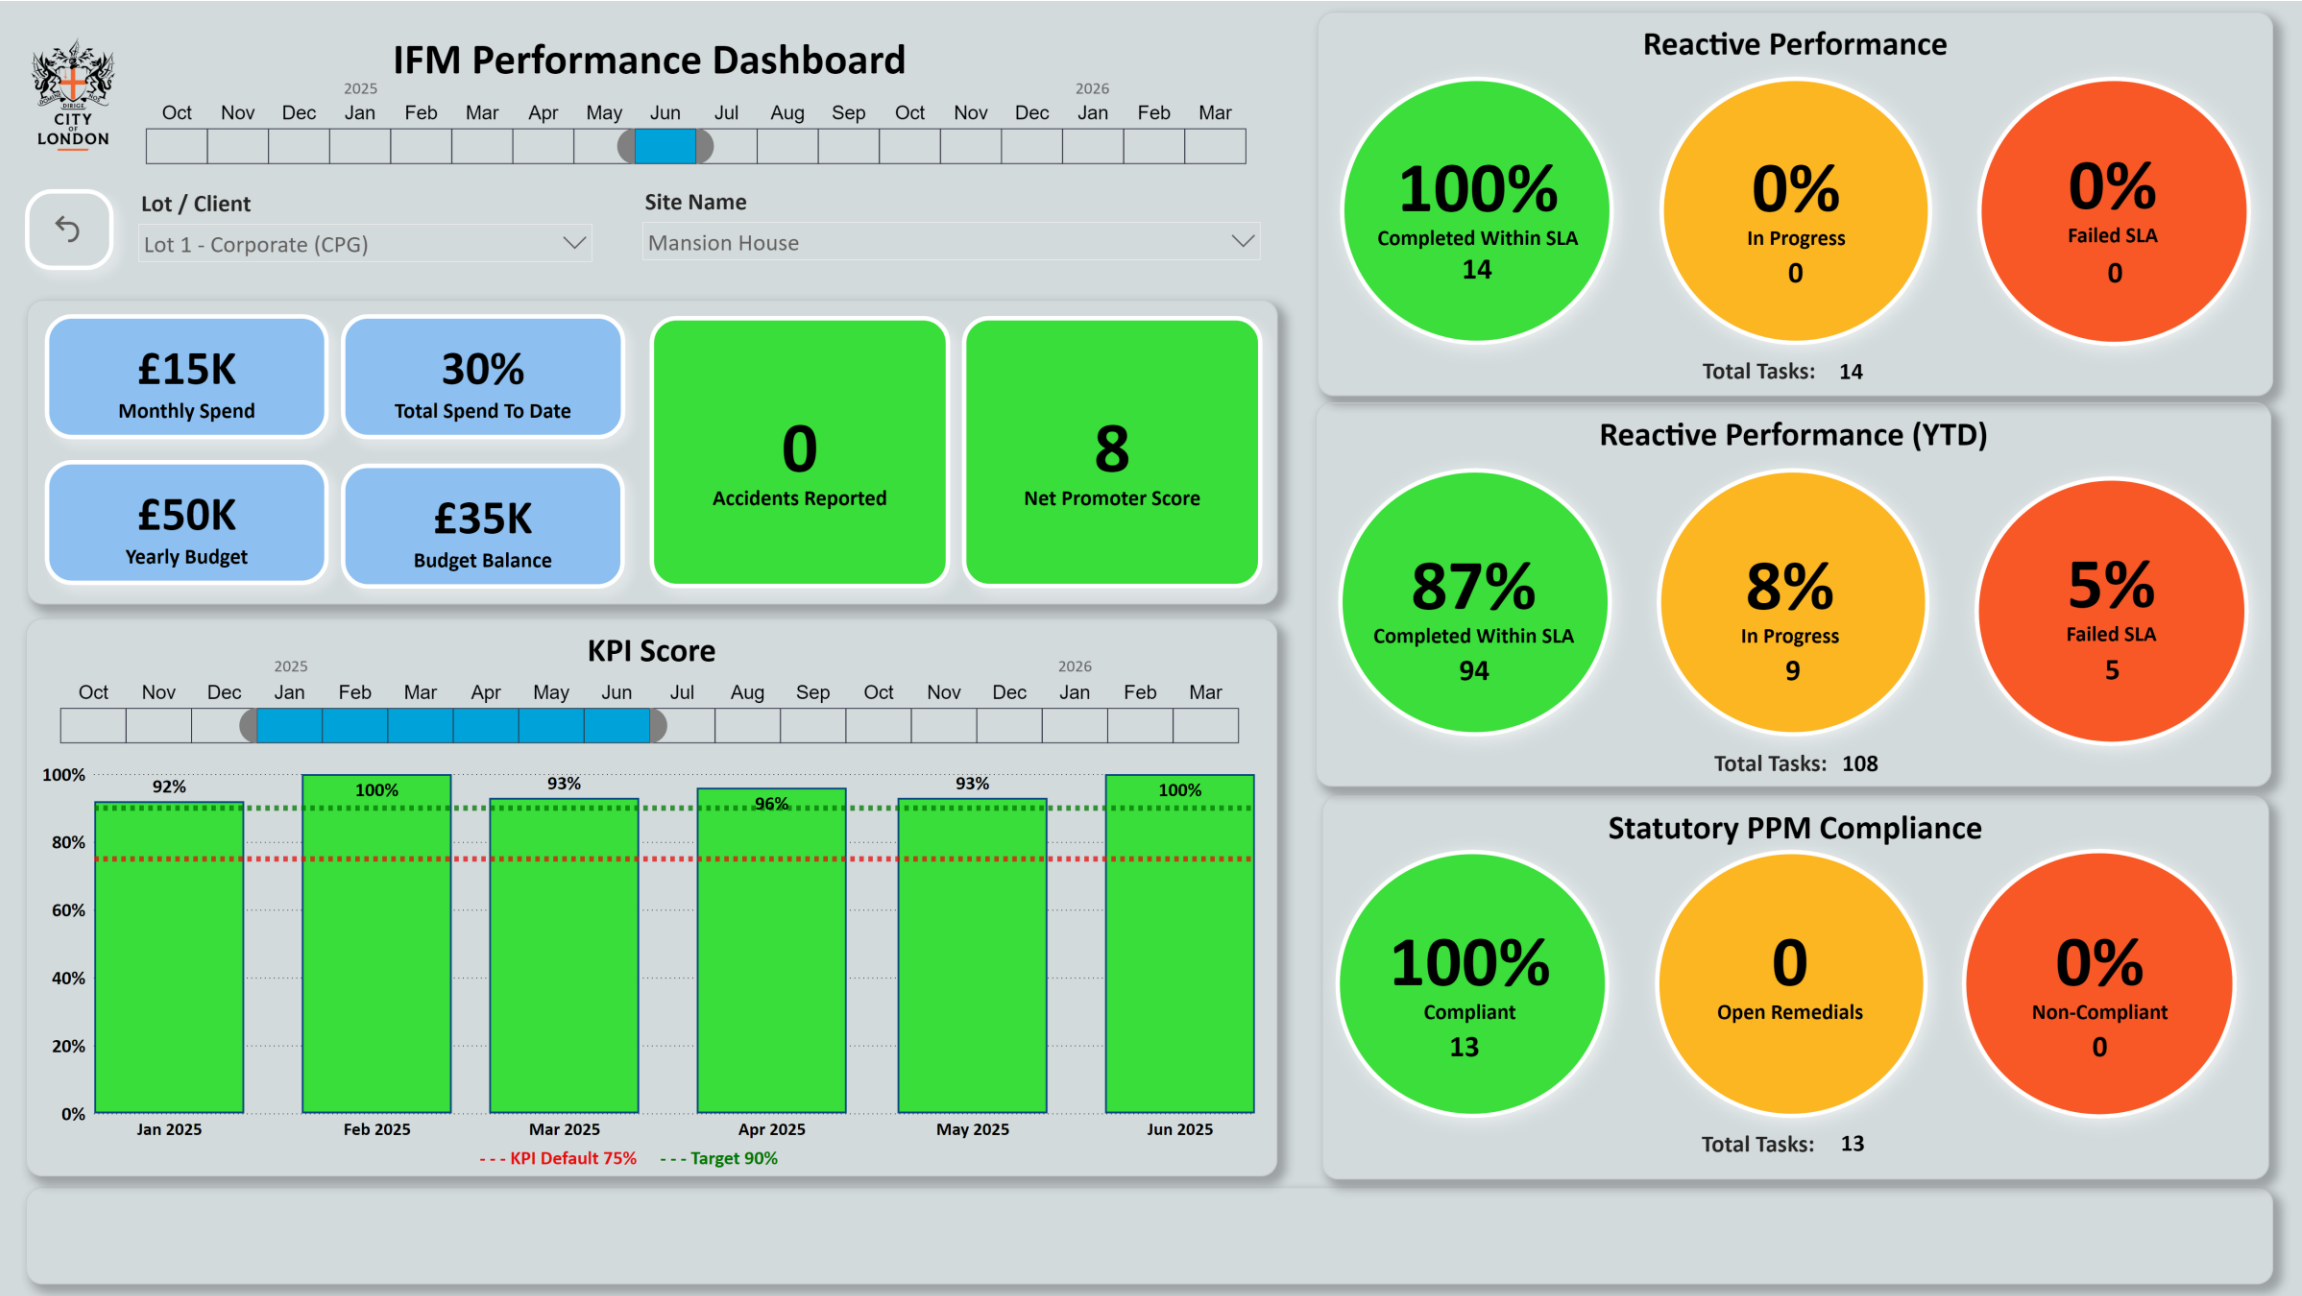 IFM Performance Dashboard
CITY
OF
LONDON
2025 2026
Oct Nov Dec Jan Feb Mar Apr May Jun Jul Aug Sep Oct Nov Dec Jan Feb Mar
Lot / Client
Lot 1 - Corporate (CPG)
Site Name
Mansion House
£15K
Monthly Spend
30%
Total Spend To Date
£50K
Yearly Budget
£35K
Budget Balance
0
Accidents Reported
8
Net Promoter Score
KPI Score
2025 2026
Oct Nov Dec Jan Feb Mar Apr May Jun Jul Aug Sep Oct Nov Dec Jan Feb Mar
100%
80%
60%
40%
20%
0%
92% 100% 93% 96% 93% 100%
Jan 2025 Feb 2025 Mar 2025 Apr 2025 May 2025 Jun 2025
- - - KPI Default 75% - - - Target 90%
Reactive Performance
100%
Completed Within SLA
14
0%
In Progress
0
0%
Failed SLA
0
Total Tasks: 14
Reactive Performance (YTD)
87%
Completed Within SLA
94
8%
In Progress
9
5%
Failed SLA
5
Total Tasks: 108
Statutory PPM Compliance
100%
Compliant
13
0
Open Remedials
0%
Non-Compliant
0
Total Tasks: 13